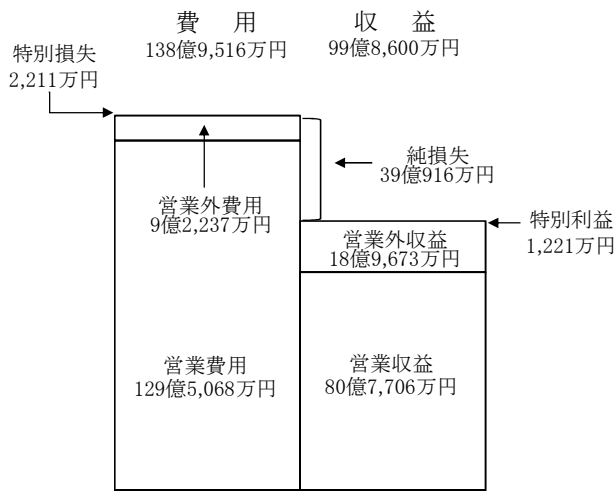 費 用
138億9,516万円
収 益
99億8,600万円
特別損失
2,211万円
純損失
39億916万円
営業外費用
9億2,237万円
特別利益
1,221万円
営業外収益
18億9,673万円
営業費用
129億5,068万円
営業収益
80億7,706万円